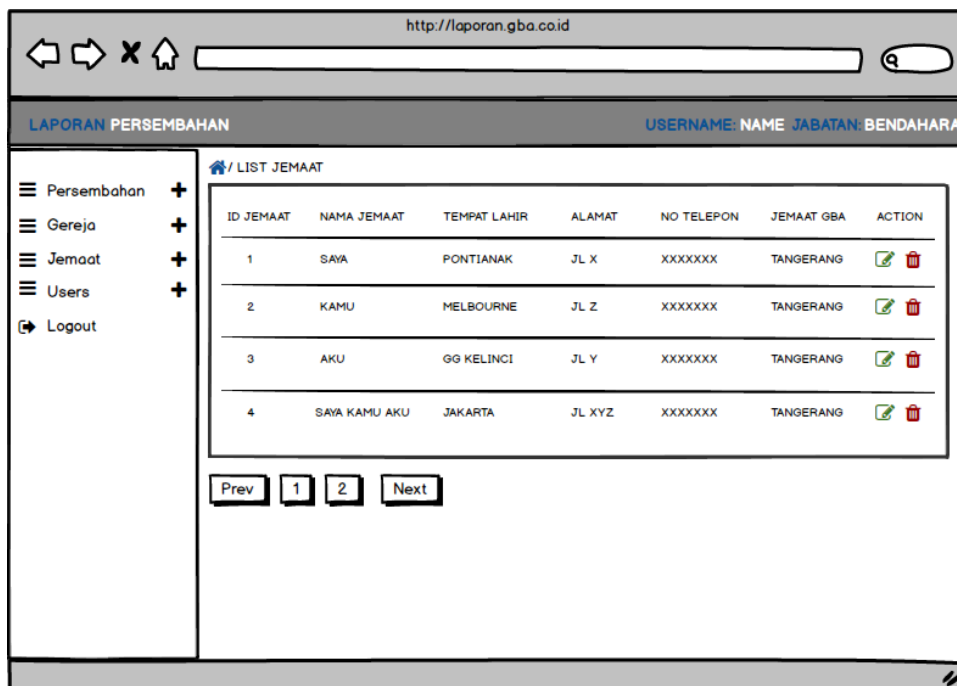 http://laporan.gba.co.id
LAPORAN PERSEMBAHAN USERNAME: NAME JABATAN: BENDAHARA
/ LIST JEMAAT
Persembahan
Gereja
Jemaat
Users
Logout
ID JEMAAT NAMA JEMAAT TEMPAT LAHIR ALAMAT NO TELEPON JEMAAT GBA ACTION
1 SAYA PONTIANAK JL X XXXXXXX TANGERANG
2 KAMU MELBOURNE JL Z XXXXXXX TANGERANG
3 AKU GG KELINCI JL Y XXXXXXX TANGERANG
4 SAYA KAMU AKU JAKARTA JL XYZ XXXXXXX TANGERANG
Prev 1 2 Next